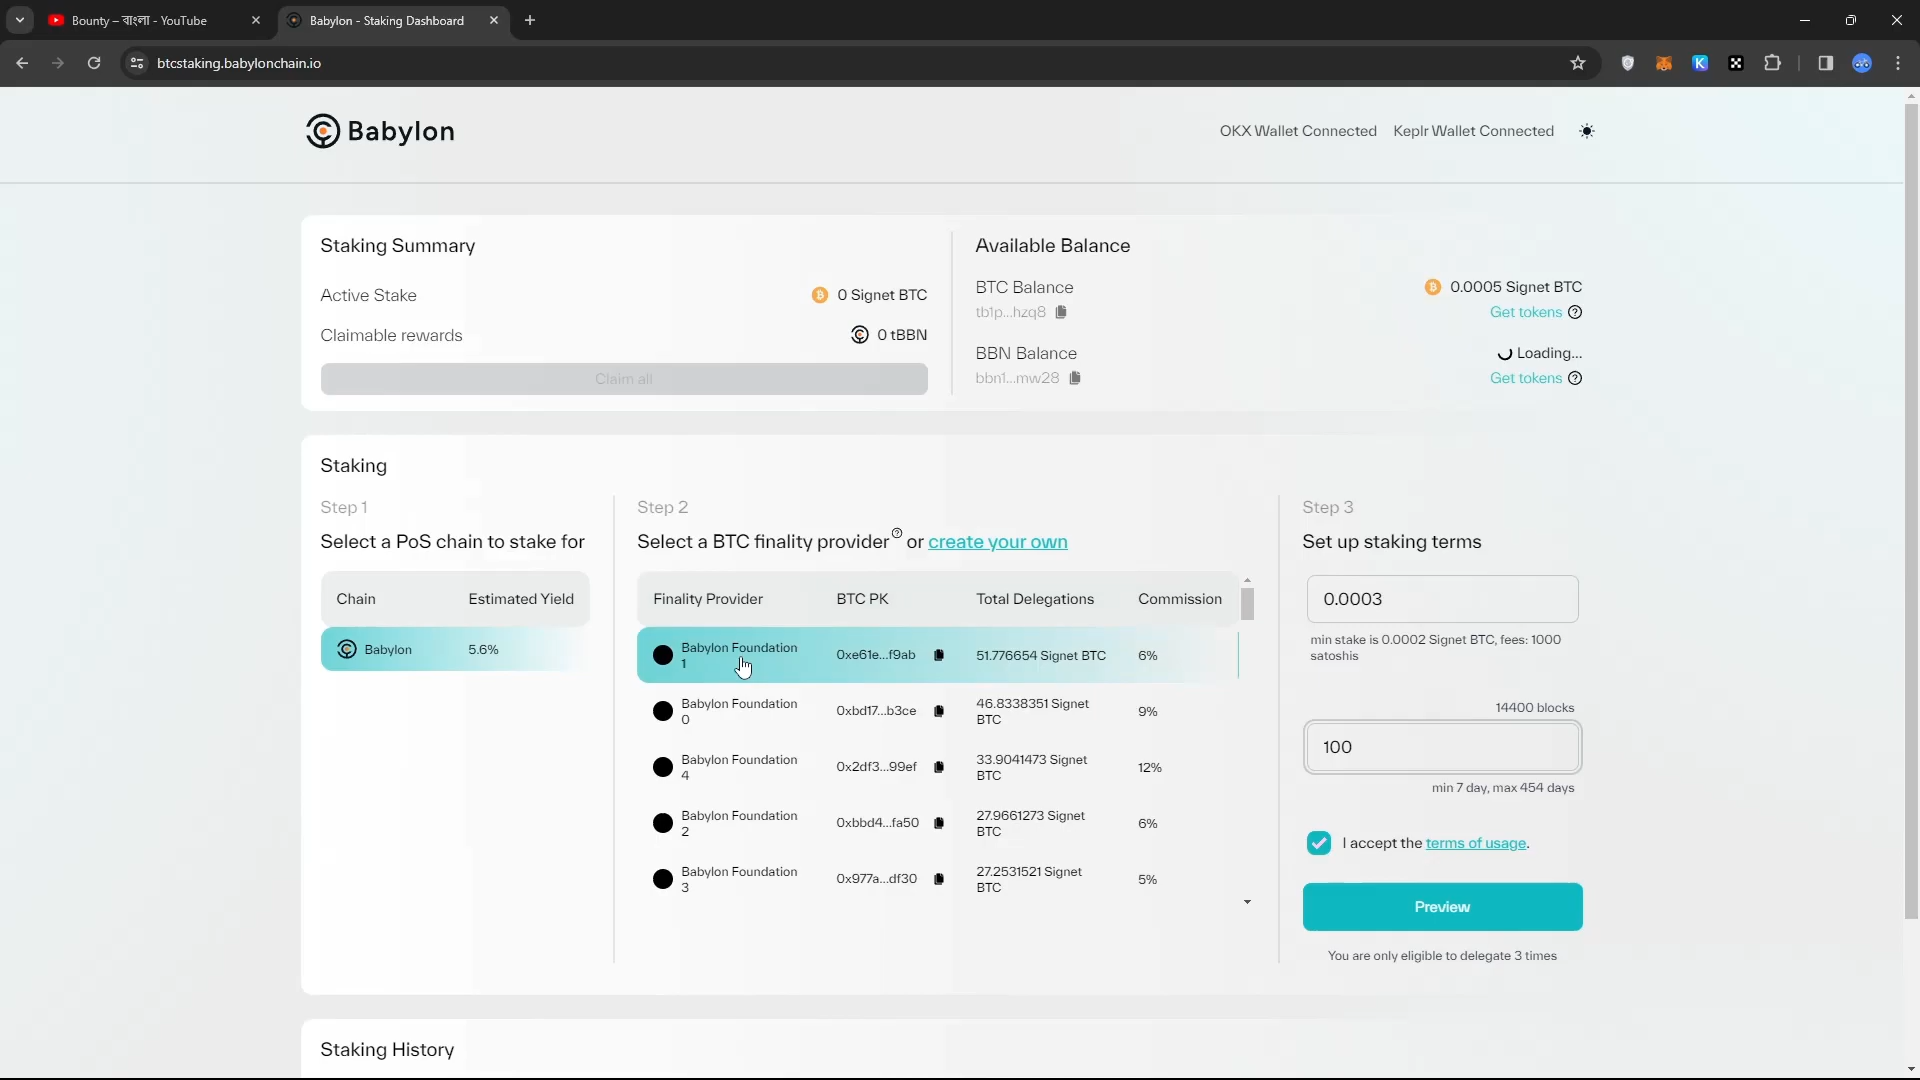 Bounty – বাংলা - YouTube
Babylon - Staking Dashboard
btcstaking.babylonchain.io
Babylon
OKX Wallet Connected
Keplr Wallet Connected
Staking Summary
Active Stake
0 Signet BTC
Claimable rewards
0 tBBN
Claim all
Available Balance
BTC Balance
0.0005 Signet BTC
tb1p...hzq8
Get tokens
BBN Balance
Loading...
bbn1...mw28
Get tokens
Staking
Step 1
Select a PoS chain to stake for
Chain Estimated Yield
Babylon 5.6%
Step 2
Select a BTC finality provider or create your own
Finality Provider BTC PK Total Delegations Commission
Babylon Foundation 1 0xe61e...f9ab 51.776654 Signet BTC 6%
Babylon Foundation 0 0xbd17...b3ce 46.8338351 Signet BTC 9%
Babylon Foundation 4 0x2df3...99ef 33.9041473 Signet BTC 12%
Babylon Foundation 2 0xbbd4...fa50 27.9661273 Signet BTC 6%
Babylon Foundation 3 0x977a...df30 27.2531521 Signet BTC 5%
Step 3
Set up staking terms
0.0003
min stake is 0.0002 Signet BTC, fees: 1000
satoshis
14400 blocks
100
min 7 day, max 454 days
I accept the terms of usage.
Preview
You are only eligible to delegate 3 times
Staking History